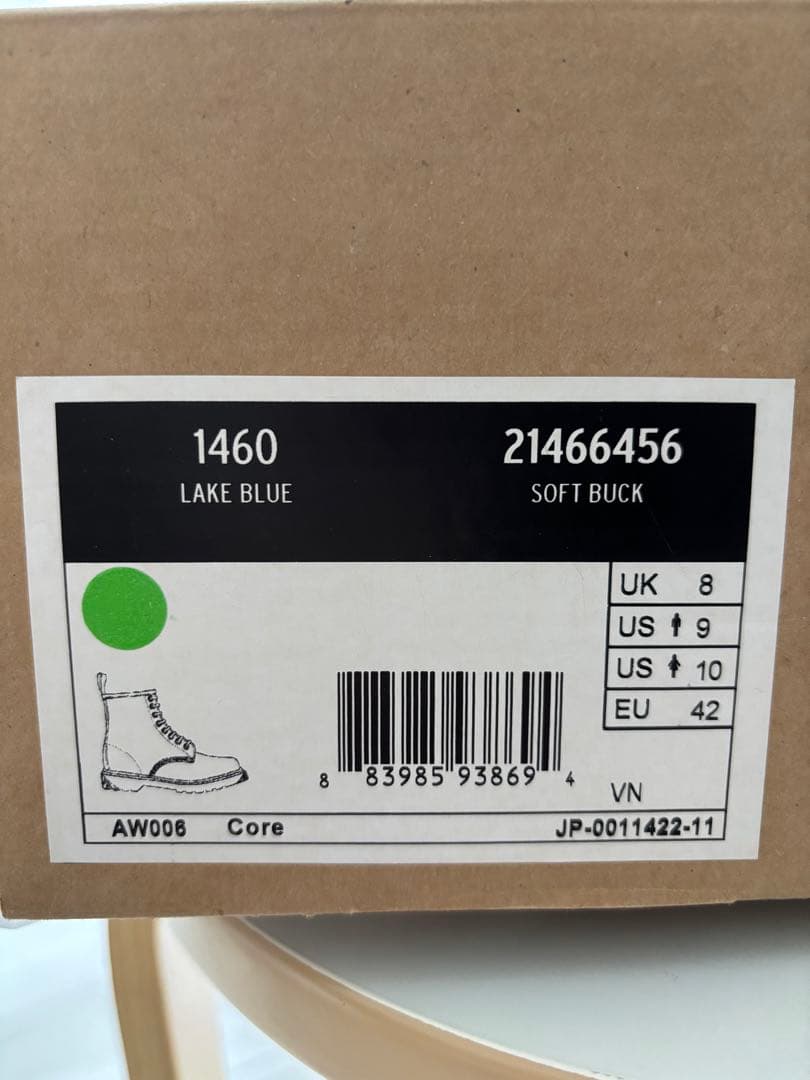 1460
LAKE BLUE
21466456
SOFT BUCK
UK 8
US 9
US 10
EU 42
8 83985 93869 4
VN
AW006 Core
JP-0011422-11